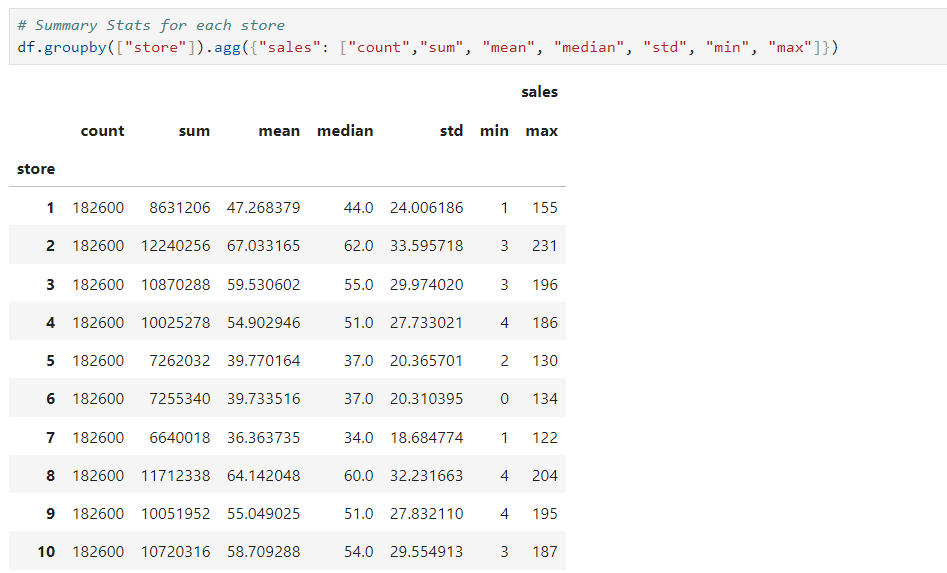 # Summary Stats for each store
df.groupby(["store"]).agg({"sales": ["count","sum", "mean", "median", "std", "min", "max"]})
sales
count sum mean median std min max
store
1 182600 8631206 47.268379 44.0 24.006186 1 155
2 182600 12240256 67.033165 62.0 33.595718 3 231
3 182600 10870288 59.530602 55.0 29.974020 3 196
4 182600 10025278 54.902946 51.0 27.733021 4 186
5 182600 7262032 39.770164 37.0 20.365701 2 130
6 182600 7255340 39.733516 37.0 20.310395 0 134
7 182600 6640018 36.363735 34.0 18.684774 1 122
8 182600 11712338 64.142048 60.0 32.231663 4 204
9 182600 10051952 55.049025 51.0 27.832110 4 195
10 182600 10720316 58.709288 54.0 29.554913 3 187